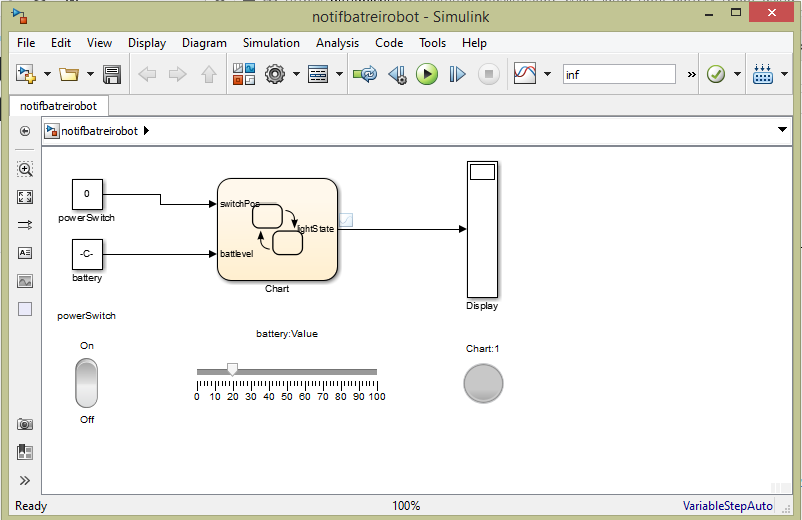 notifbatreirobot - Simulink
File Edit View Display Diagram Simulation Analysis Code Tools Help
inf
»
notifbatreirobot
notifbatreirobot
0
powerSwitch
-C-
battery
switchPos
lightState
battlevel
Chart
Display
powerSwitch
On
Off
battery:Value
0 10 20 30 40 50 60 70 80 90 100
Chart:1
Ready 100% VariableStepAuto